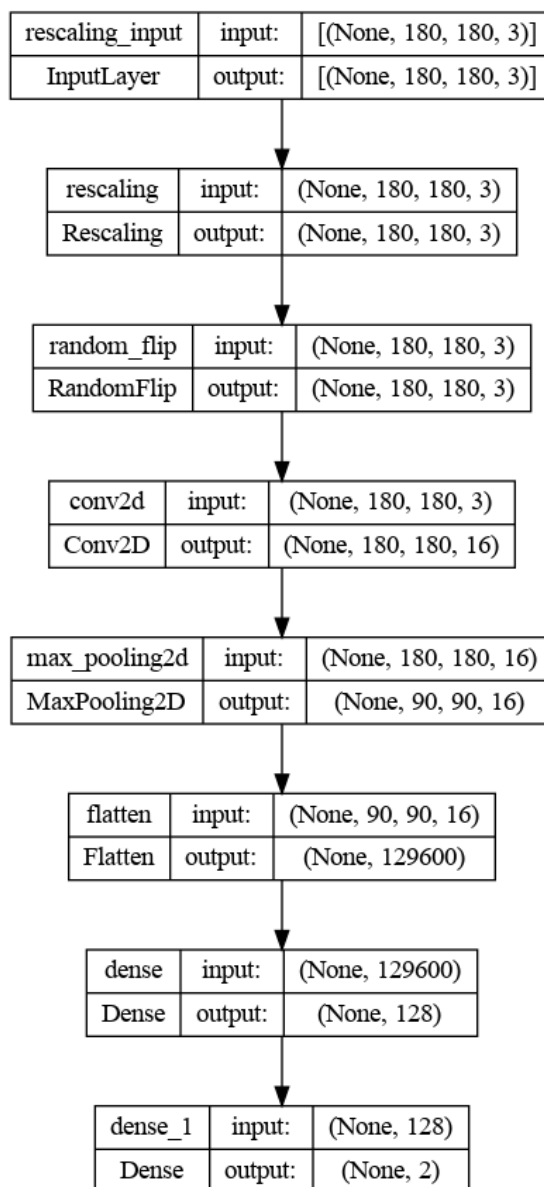 rescaling_input input: [(None, 180, 180, 3)]
InputLayer output: [(None, 180, 180, 3)]
rescaling input: (None, 180, 180, 3)
Rescaling output: (None, 180, 180, 3)
random_flip input: (None, 180, 180, 3)
RandomFlip output: (None, 180, 180, 3)
conv2d input: (None, 180, 180, 3)
Conv2D output: (None, 180, 180, 16)
max_pooling2d input: (None, 180, 180, 16)
MaxPooling2D output: (None, 90, 90, 16)
flatten input: (None, 90, 90, 16)
Flatten output: (None, 129600)
dense input: (None, 129600)
Dense output: (None, 128)
dense_1 input: (None, 128)
Dense output: (None, 2)